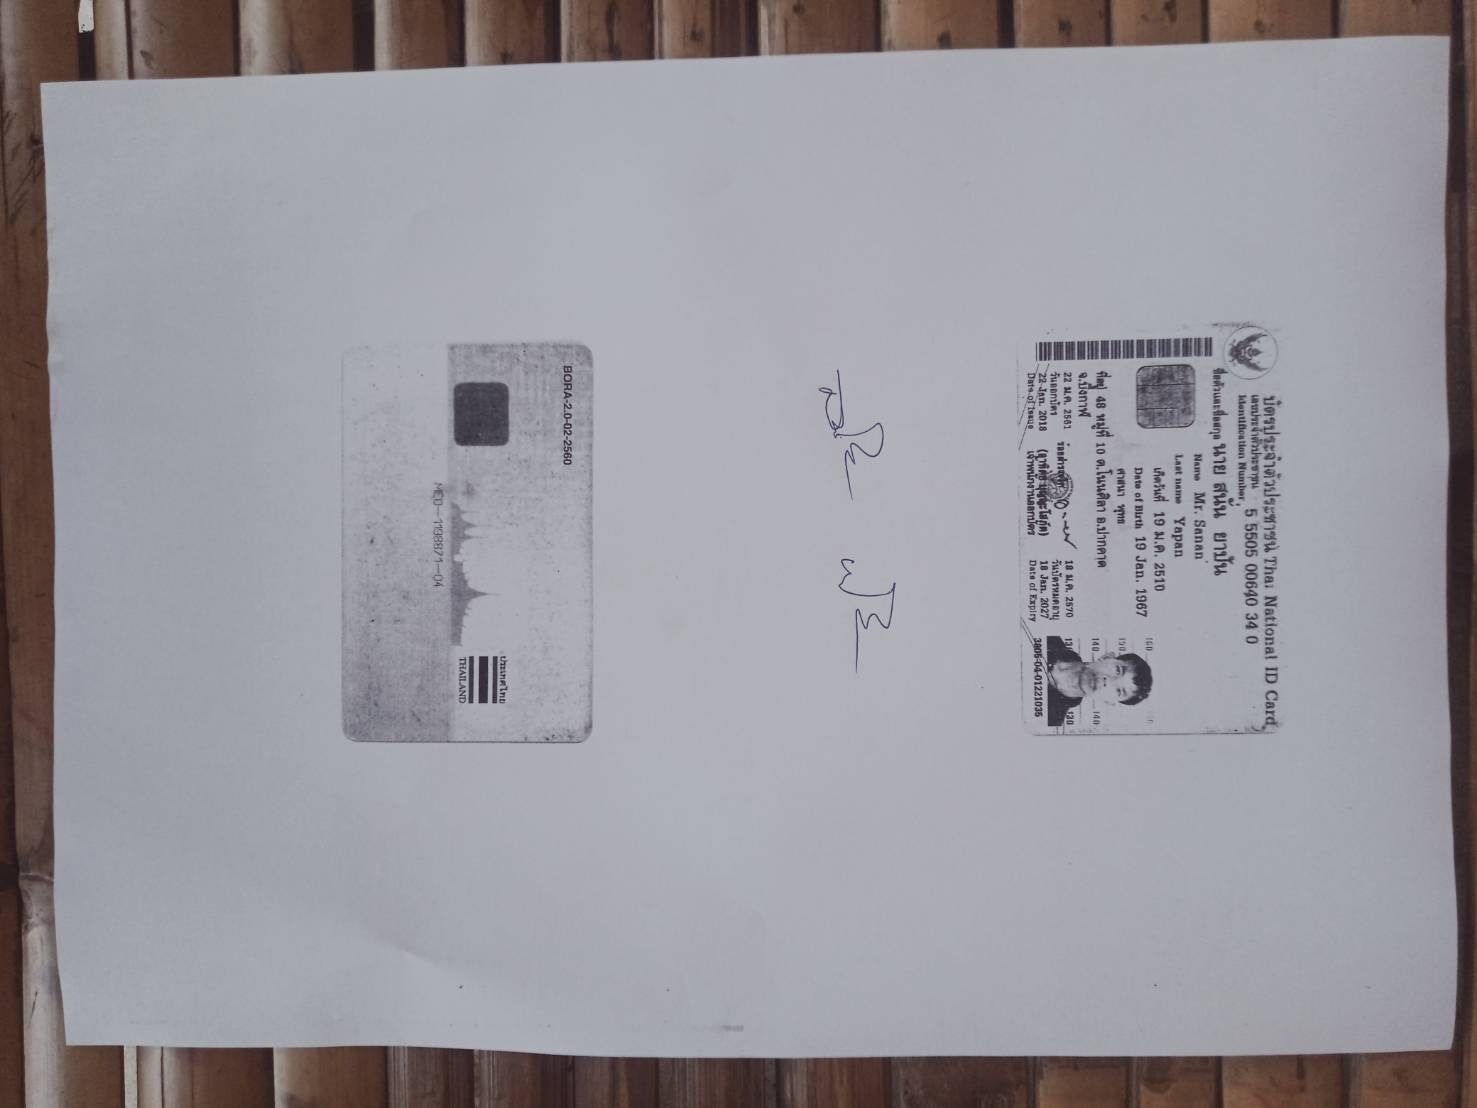 บัตรประจำตัวประชาชน Thai National ID Card
เลขประจำตัวประชาชน 5 5505 00640 34 0
Identification Number
ชื่อตัวและชื่อสกุล นาย สนั่น ยาปัน
Name Mr. Sanan
Last name Yapan
เกิดวันที่ 19 ม.ค. 2510
Date of Birth 19 Jan. 1967
ศาสนา พุทธ
ที่อยู่ 48 หมู่ที่ 10 ต.โนนศิลา อ.ปากคาด
จ.บึงกาฬ
22 ม.ค. 2561
วันออกบัตร
22 Jan. 2018
Date of Issue
เจ้าพนักงานออกบัตร
18 ม.ค. 2570
วันบัตรหมดอายุ
18 Jan. 2027
Date of Expiry
160
150
140 140
130 130
3806-04-01221035
BORA-2.0-02-2560
ประเทศไทย
THAILAND
ME0-1198871-04